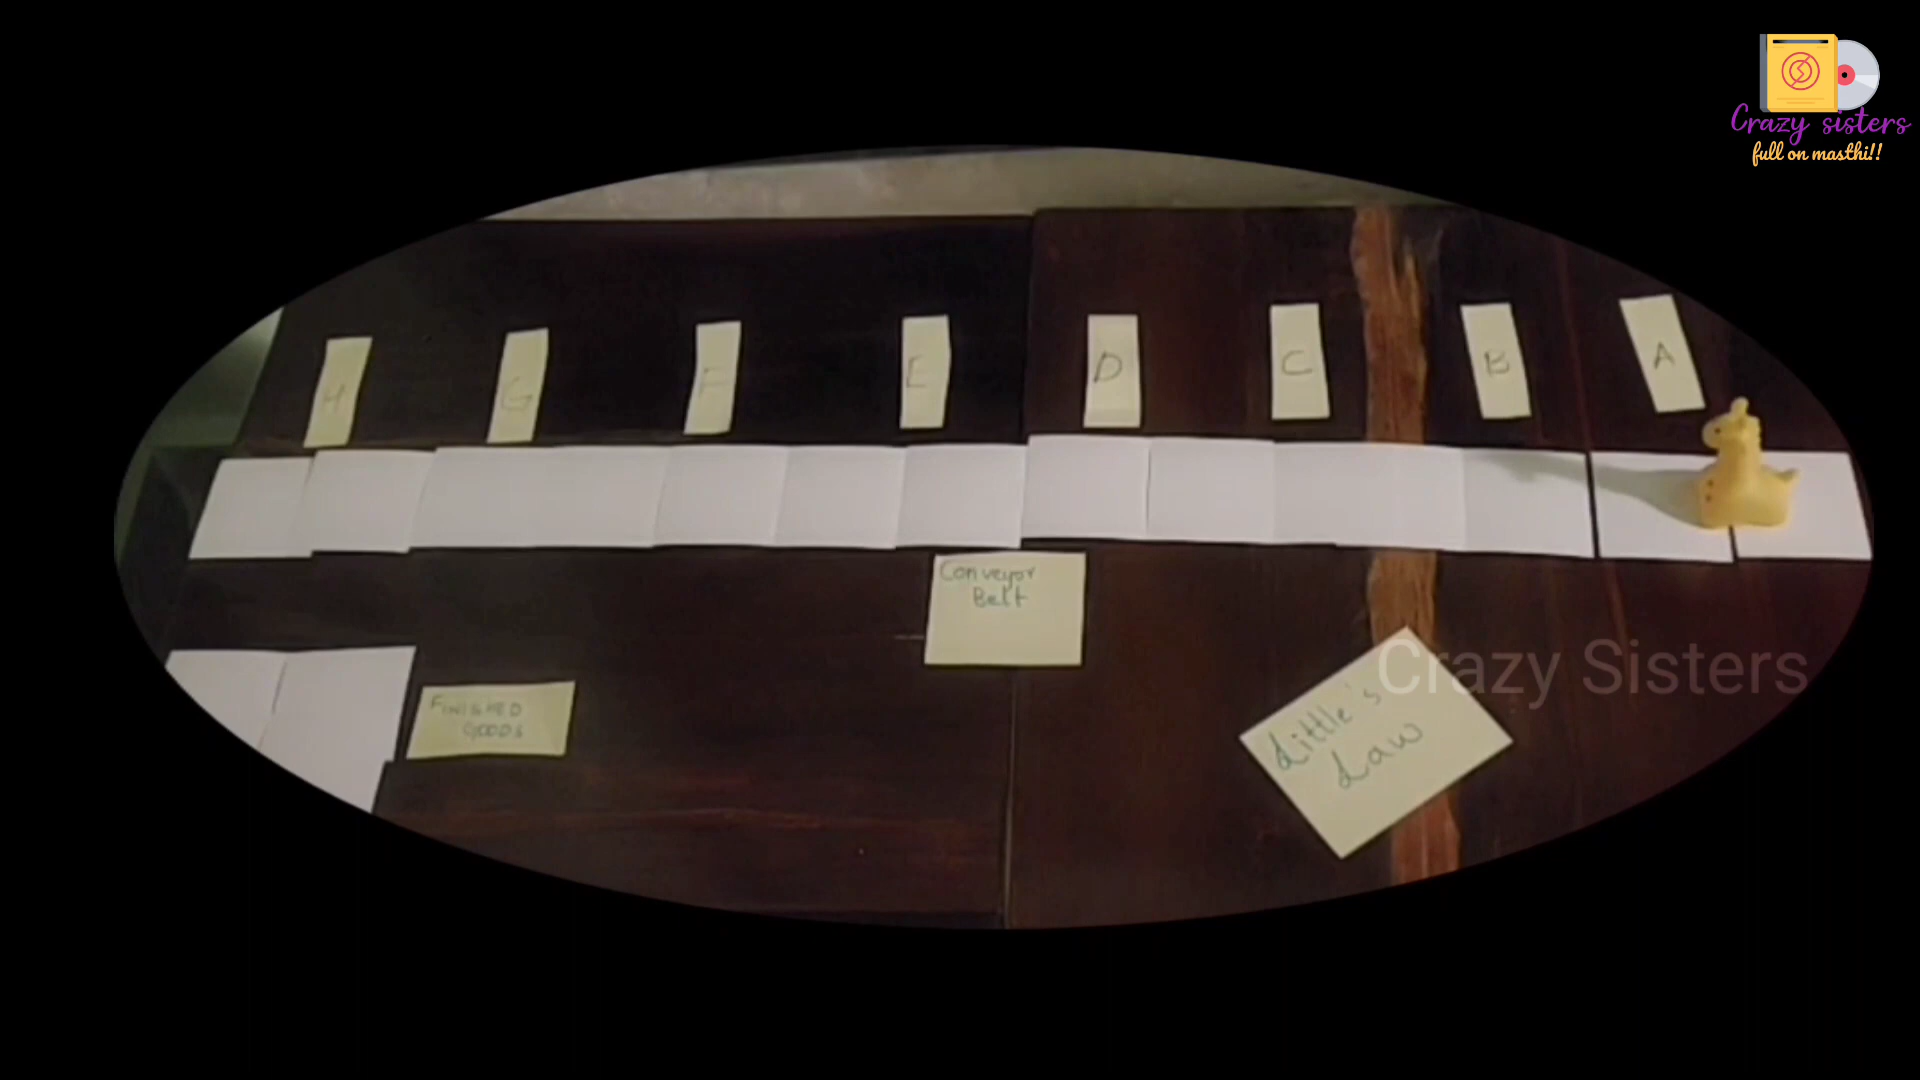 Crazy sisters
full on masthi!!
H G F E D C B A
Conveyor
Belt
Crazy Sisters
Little's
Law
FINISHED
GOODS